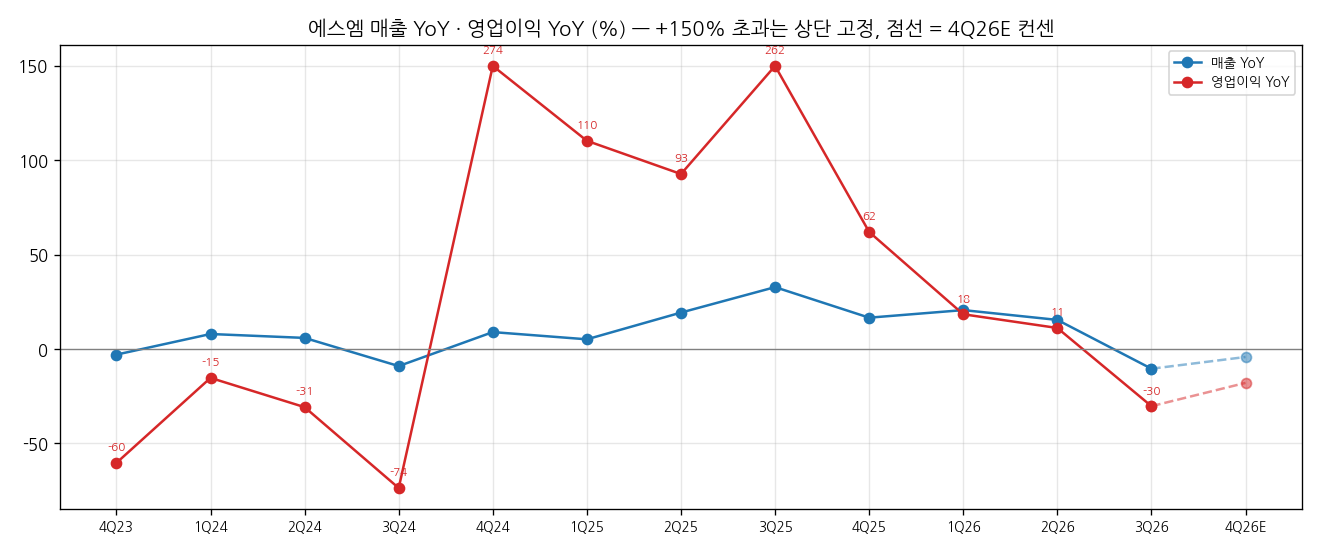 에스엠 매출 YoY · 영업이익 YoY (%) — +150% 초과는 상단 고정, 점선 = 4Q26E 컨센
매출 YoY
영업이익 YoY
150
100
50
0
-50
-60
-15
-31
-74
274
110
93
262
62
18
11
-30
4Q23
1Q24
2Q24
3Q24
4Q24
1Q25
2Q25
3Q25
4Q25
1Q26
2Q26
3Q26
4Q26E